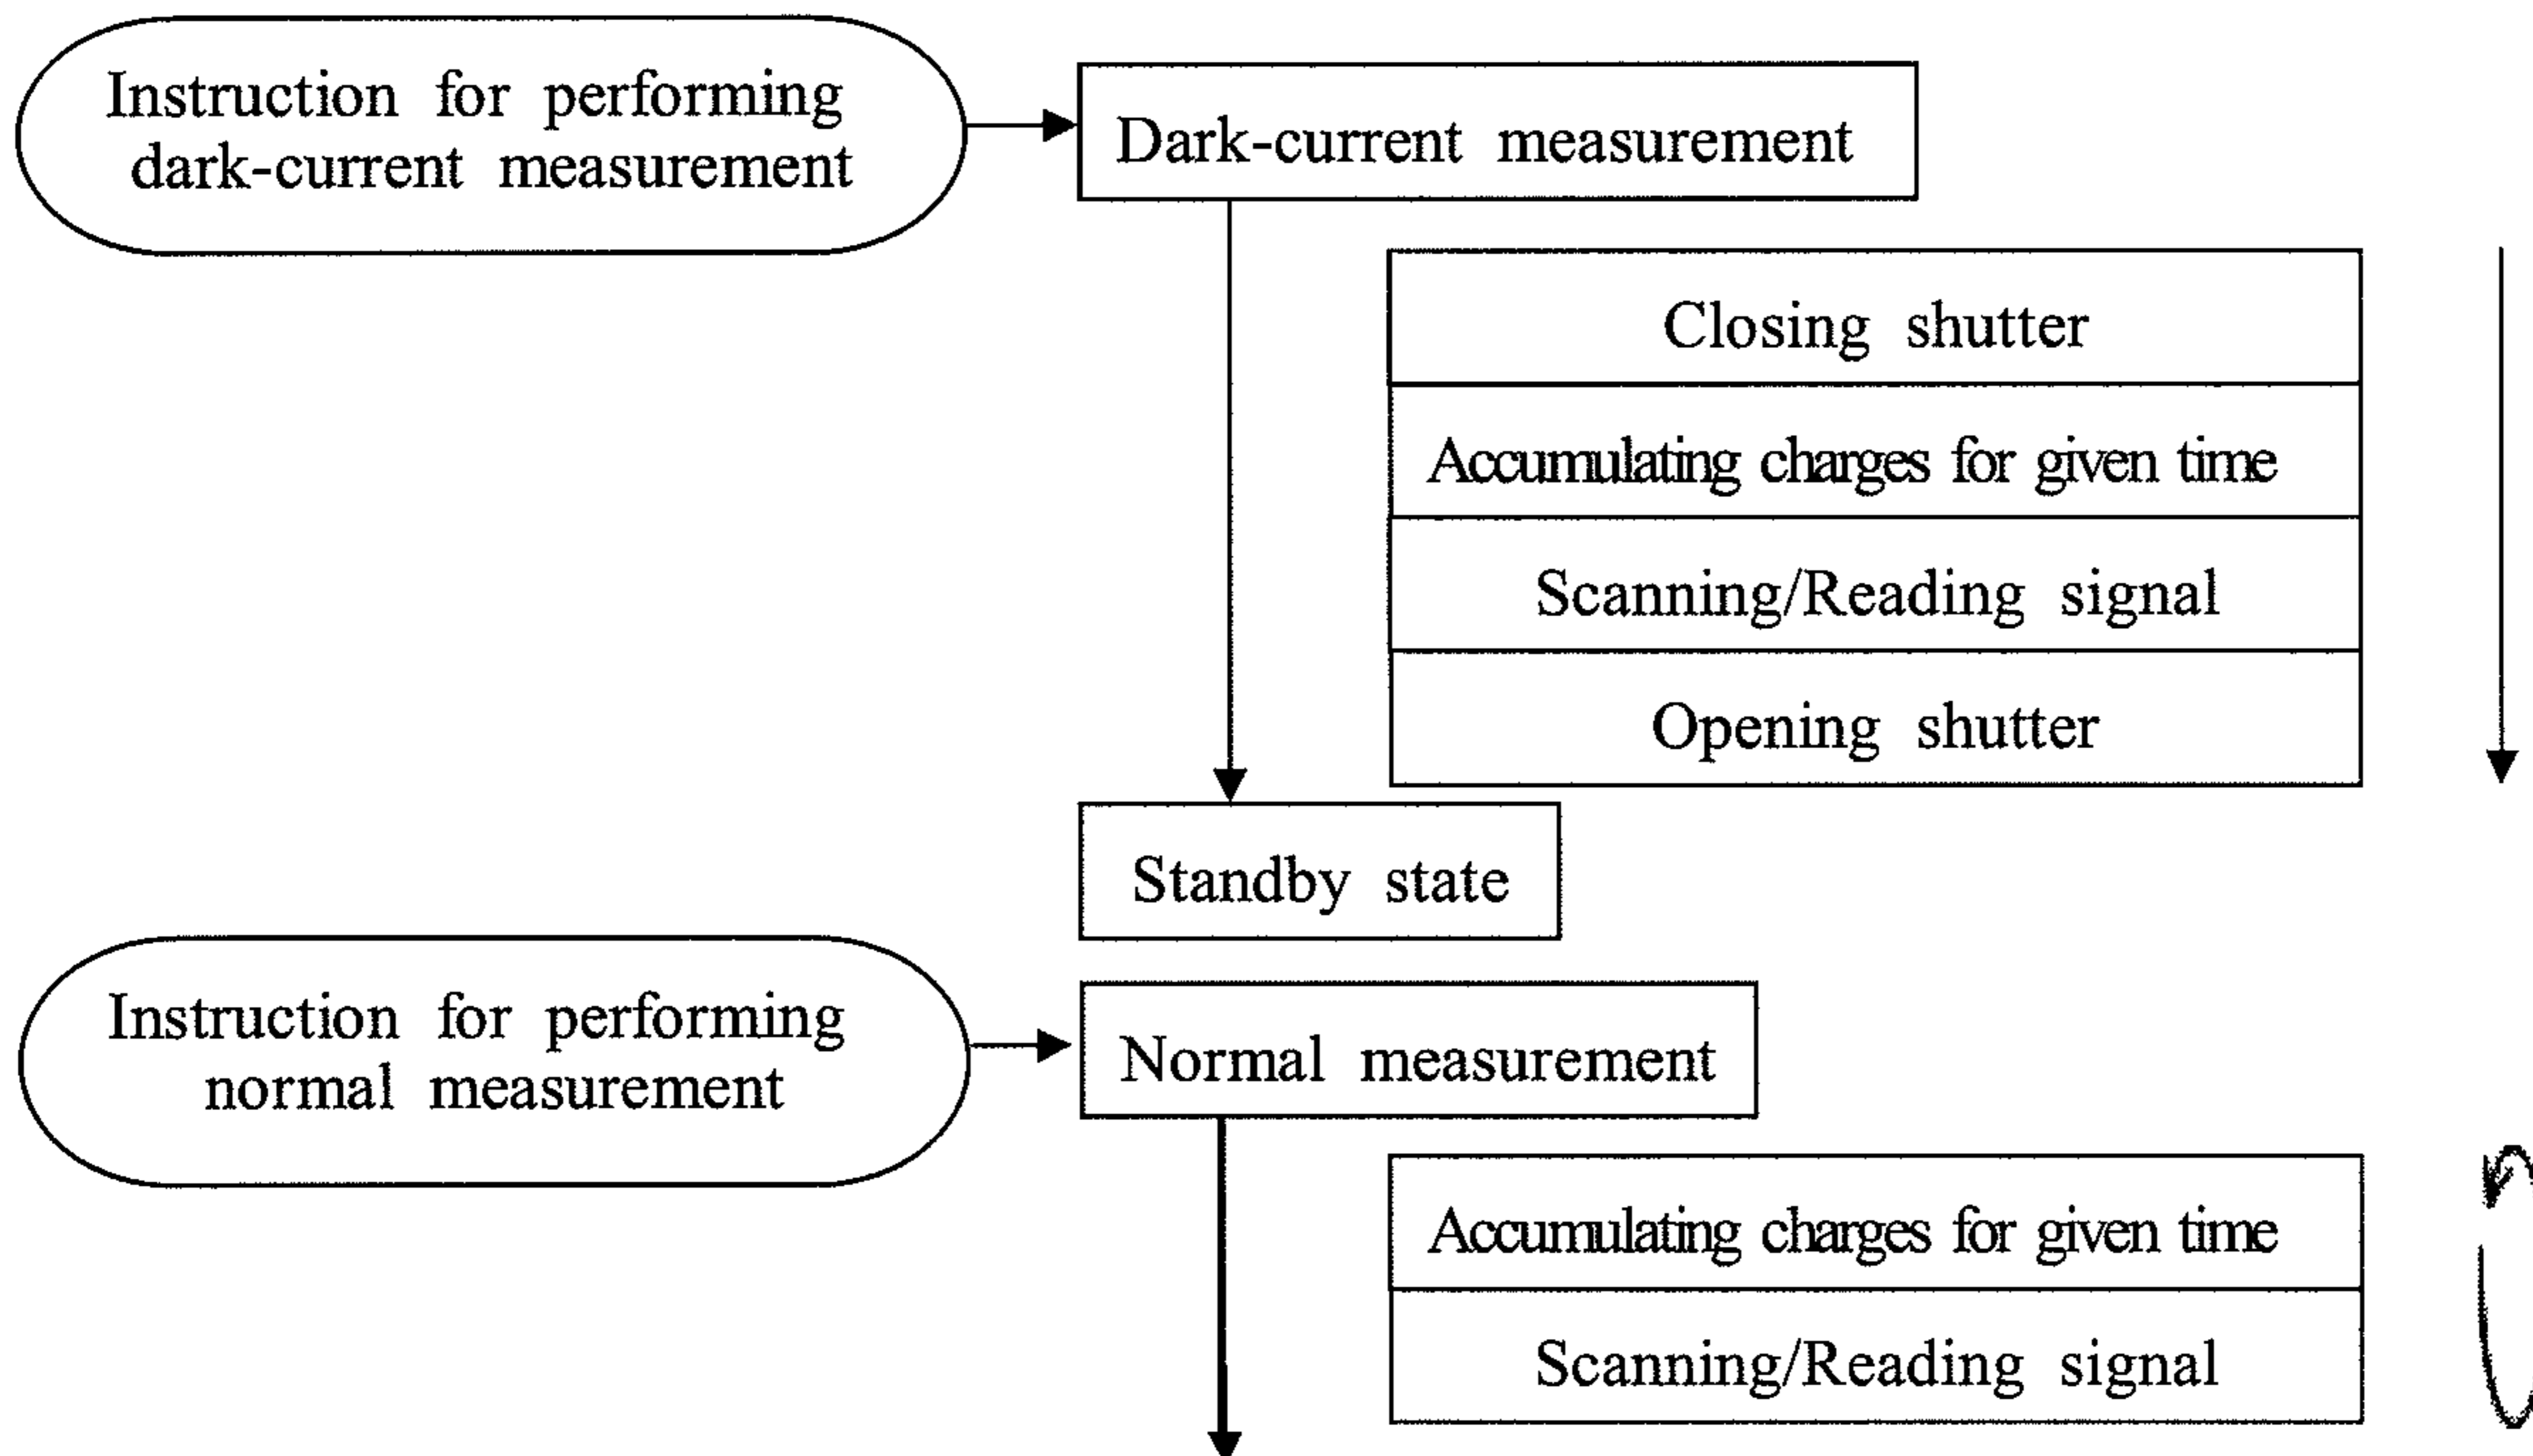 Instruction for performing
dark-current measurement
Dark-current measurement
Closing shutter
Accumulating charges for given time
Scanning/Reading signal
Opening shutter
Standby state
Instruction for performing
normal measurement
Normal measurement
Accumulating charges for given time
Scanning/Reading signal